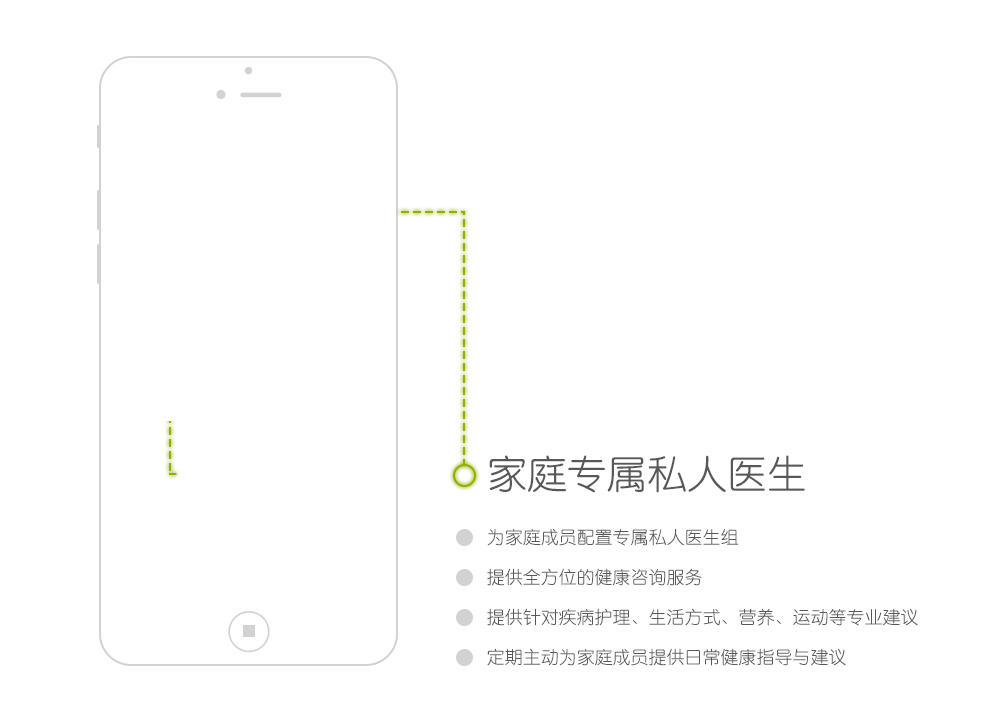 家庭专属私人医生
为家庭成员配置专属私人医生组
提供全方位的健康咨询服务
提供针对疾病护理、生活方式、营养、运动等专业建议
定期主动为家庭成员提供日常健康指导与建议